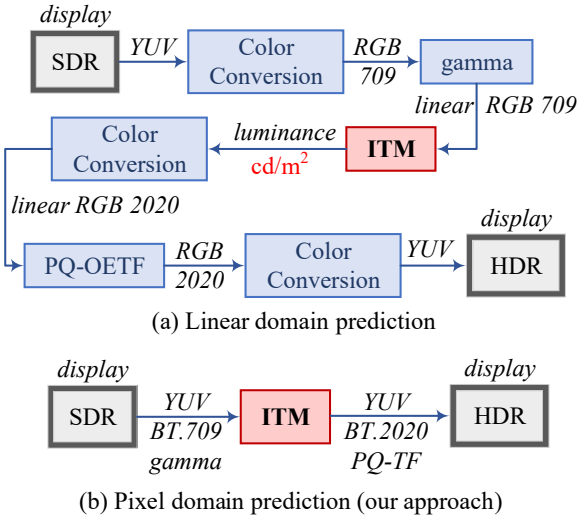 display
SDR
YUV
Color
Conversion
RGB
709
gamma
linear RGB 709
ITM
luminance
cd/m²
Color
Conversion
linear RGB 2020
PQ-OETF
RGB
2020
Color
Conversion
YUV
display
HDR
(a) Linear domain prediction
display
SDR
YUV
BT.709
gamma
ITM
YUV
BT.2020
PQ-TF
display
HDR
(b) Pixel domain prediction (our approach)